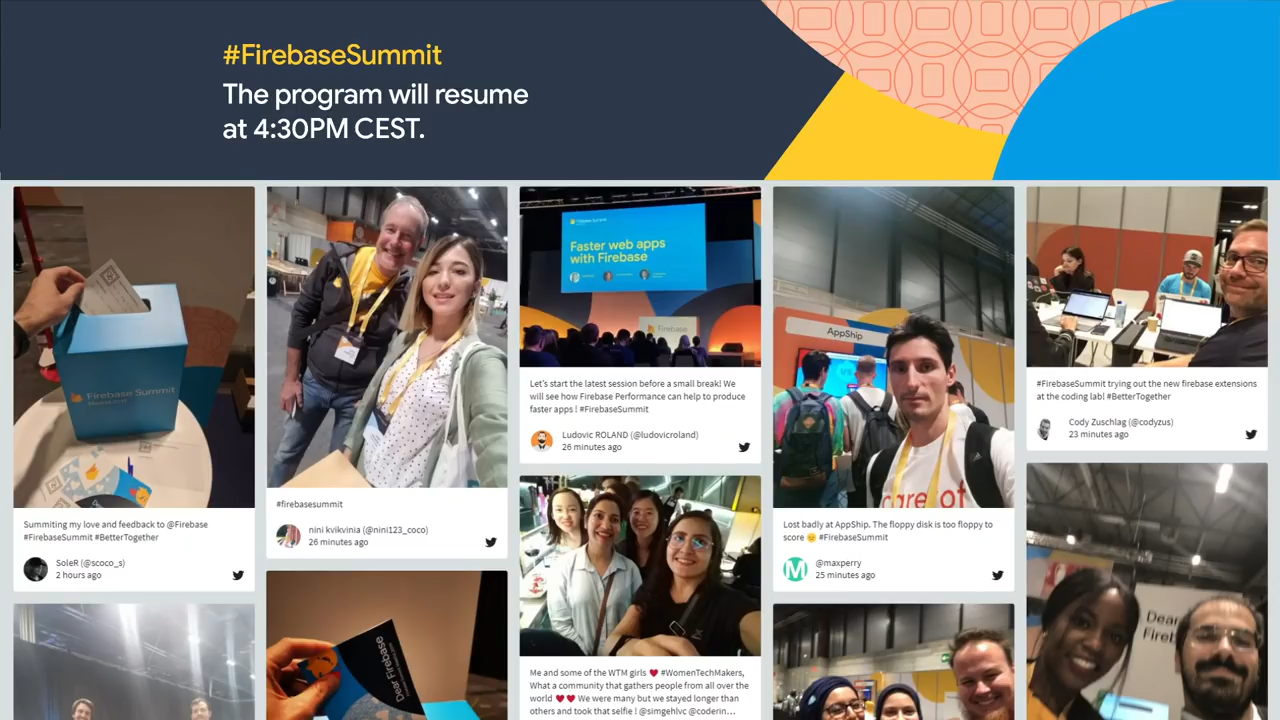 #FirebaseSummit
The program will resume
at 4:30PM CEST.
Firebase Summit
Summiting my love and feedback to @Firebase
#FirebaseSummit #BetterTogether
SoleR (@scoco_s)
2 hours ago
#firebasesummit
nini kvikvinia (@nini123_coco)
26 minutes ago
Dear Firebase
Firebase Summit
Faster web apps
with Firebase
Firebase
Let's start the latest session before a small break! We
will see how Firebase Performance can help to produce
faster apps ! #FirebaseSummit
Ludovic ROLAND (@ludovicroland)
26 minutes ago
Me and some of the WTM girls ❤️ #WomenTechMakers,
What a community that gathers people from all over the
world ❤️❤️ We were many but we stayed longer than
others and took that selfie ! @simgehlvc @coderin…
AppShip
care of
Lost badly at AppShip. The floppy disk is too floppy to
score 😔 #FirebaseSummit
M
@maxperry
25 minutes ago
#FirebaseSummit trying out the new firebase extensions
at the coding lab! #BetterTogether
Cody Zuschlag (@codyzus)
23 minutes ago
Dear
Fireb